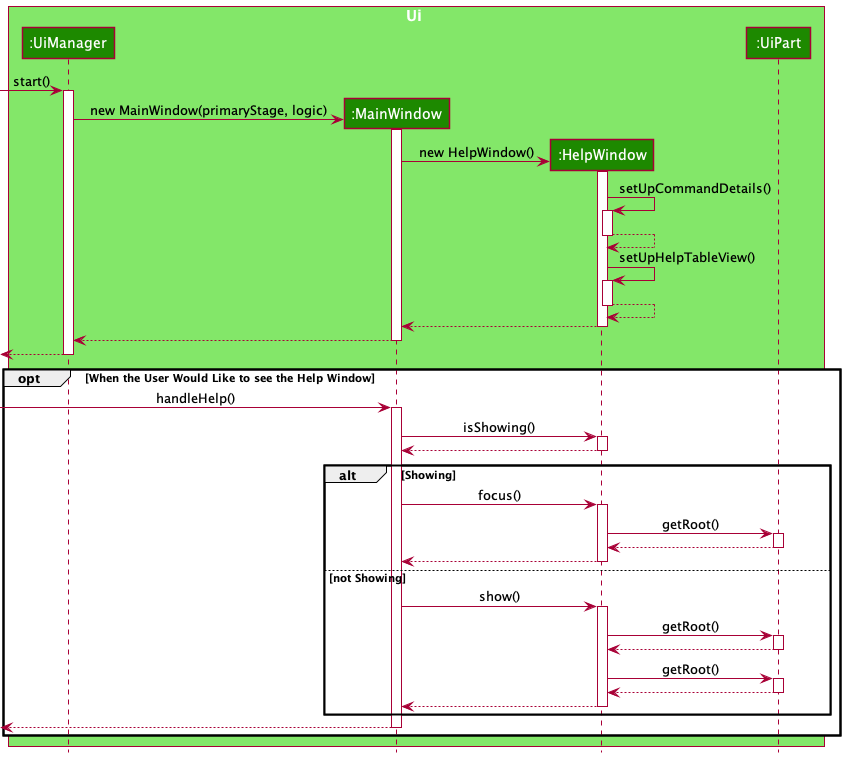 Ui
:UiManager
:UiPart
start()
new MainWindow(primaryStage, logic)
:MainWindow
new HelpWindow()
:HelpWindow
setUpCommandDetails()
setUpHelpTableView()
opt
[When the User Would Like to see the Help Window]
handleHelp()
isShowing()
alt
[Showing]
focus()
getRoot()
[not Showing]
show()
getRoot()
getRoot()